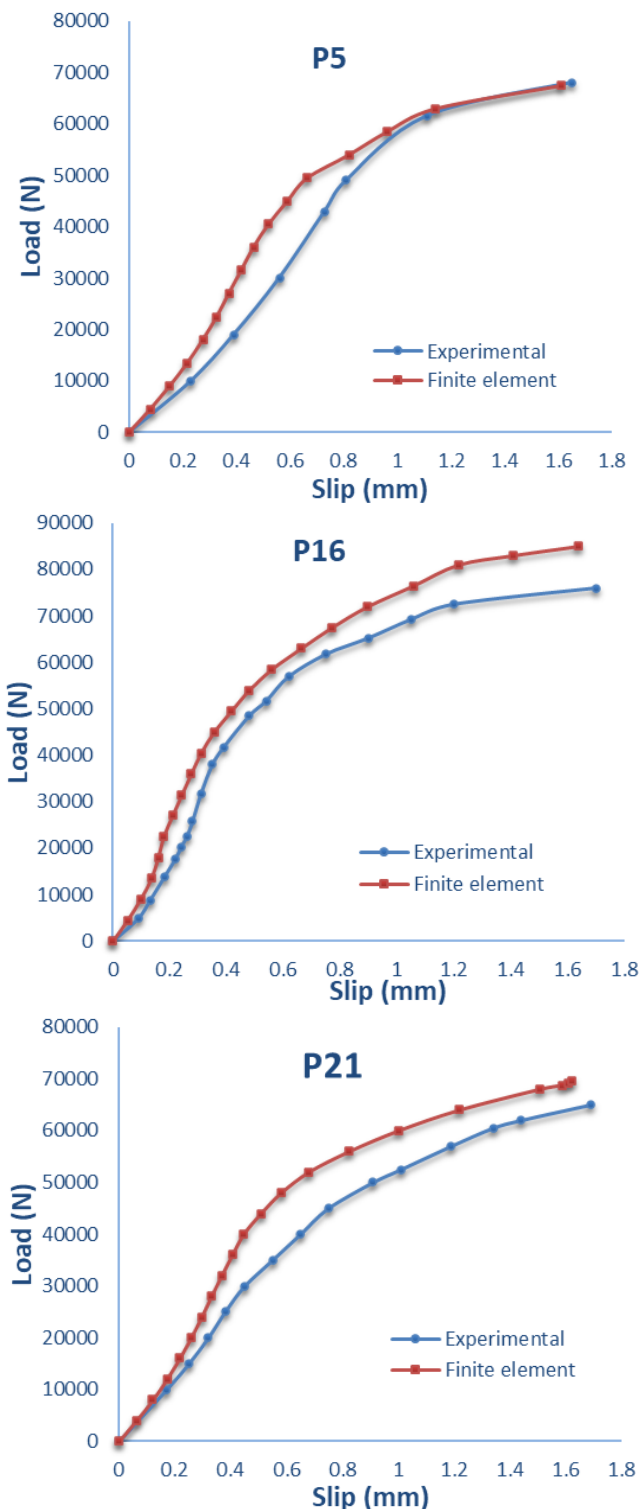 80000
P5
70000
60000
50000
40000
30000
20000
10000
0
Load (N)
Experimental
Finite element
0 0.2 0.4 0.6 0.8 1 1.2 1.4 1.6 1.8
Slip (mm)
90000
P16
80000
70000
60000
50000
40000
30000
20000
10000
0
Load (N)
Experimental
Finite element
0 0.2 0.4 0.6 0.8 1 1.2 1.4 1.6 1.8
Slip (mm)
80000
P21
70000
60000
50000
40000
30000
20000
10000
0
Load (N)
Experimental
Finite element
0 0.2 0.4 0.6 0.8 1 1.2 1.4 1.6 1.8
Slip (mm)